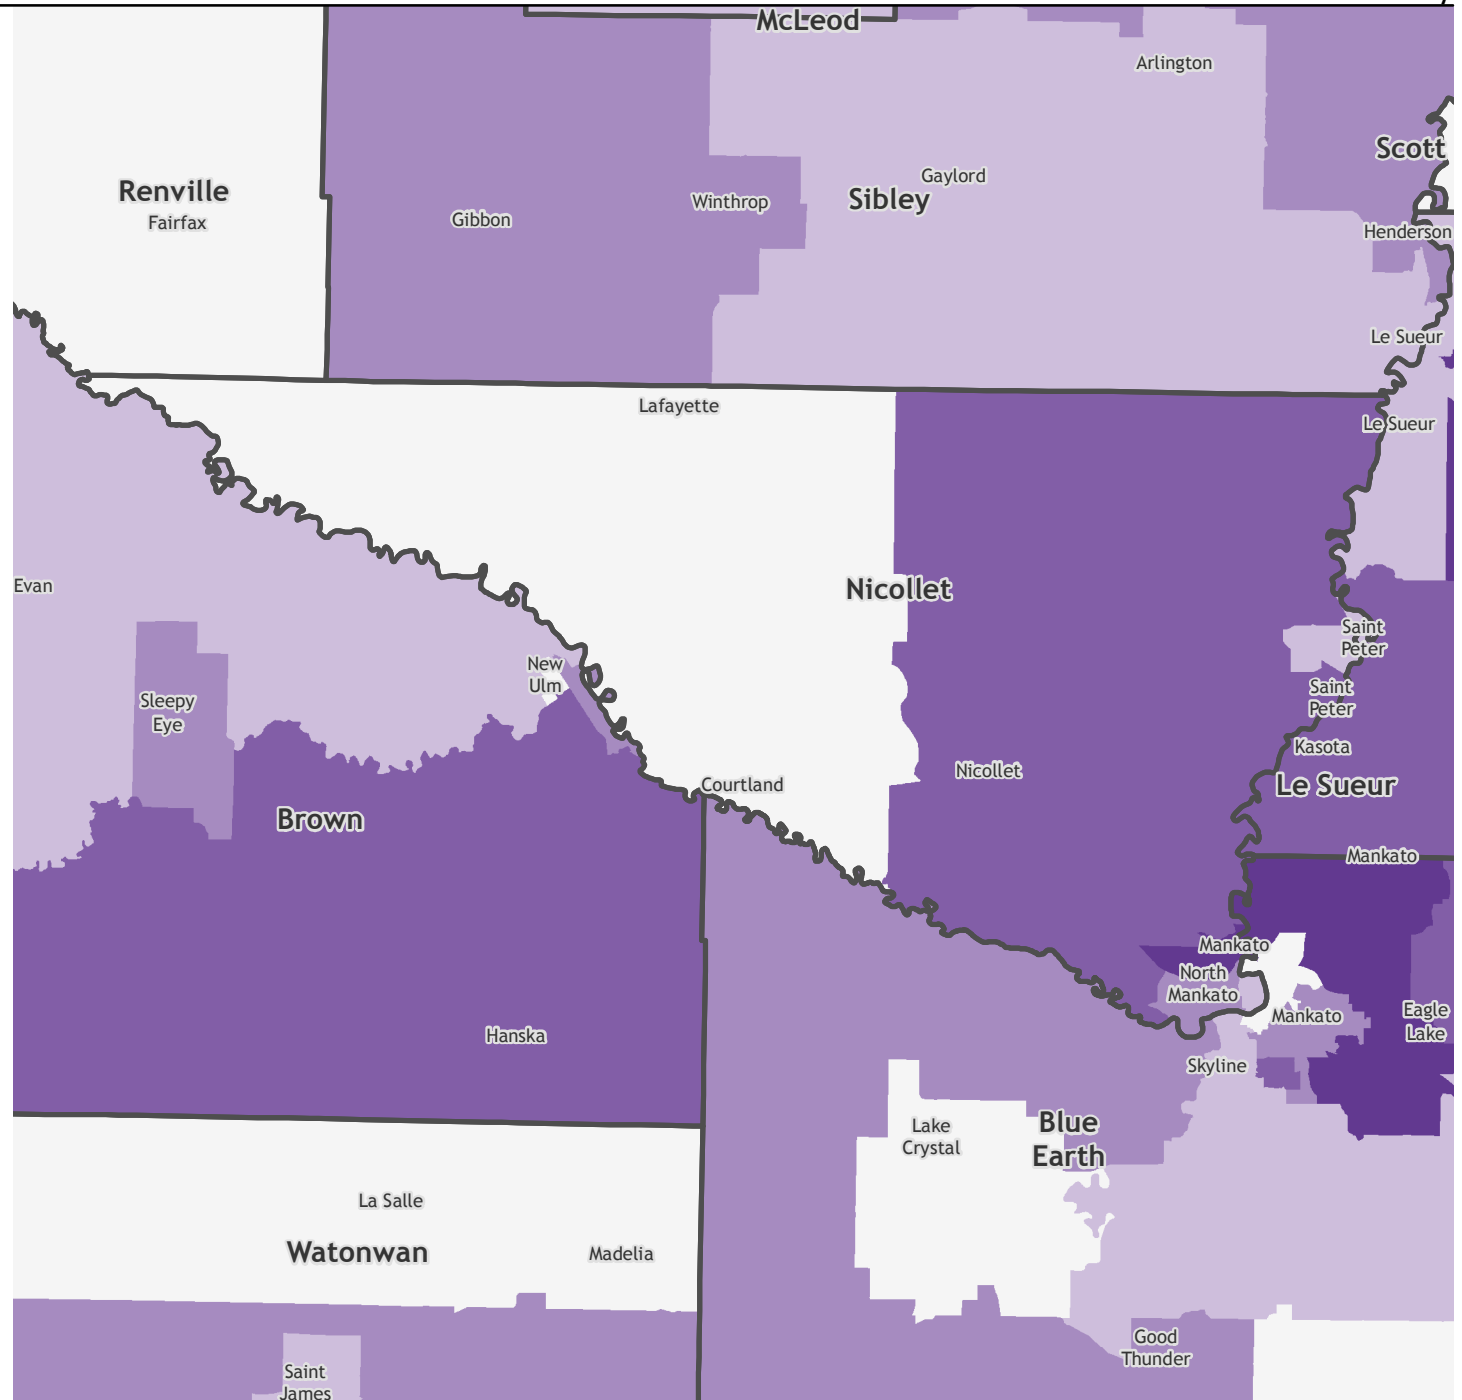 McLeod
Arlington
Scott
Renville
Fairfax
Gibbon
Winthrop
Gaylord
Sibley
Henderson
Le Sueur
Lafayette
Le Sueur
Evan
Nicollet
Saint
Peter
New
Ulm
Sleepy
Eye
Saint
Peter
Kasota
Nicollet
Courtland
Le Sueur
Brown
Mankato
Mankato
North
Mankato
Mankato
Eagle
Lake
Hanska
Skyline
Lake
Crystal
Blue
Earth
La Salle
Watonwan
Madelia
Good
Thunder
Saint
James